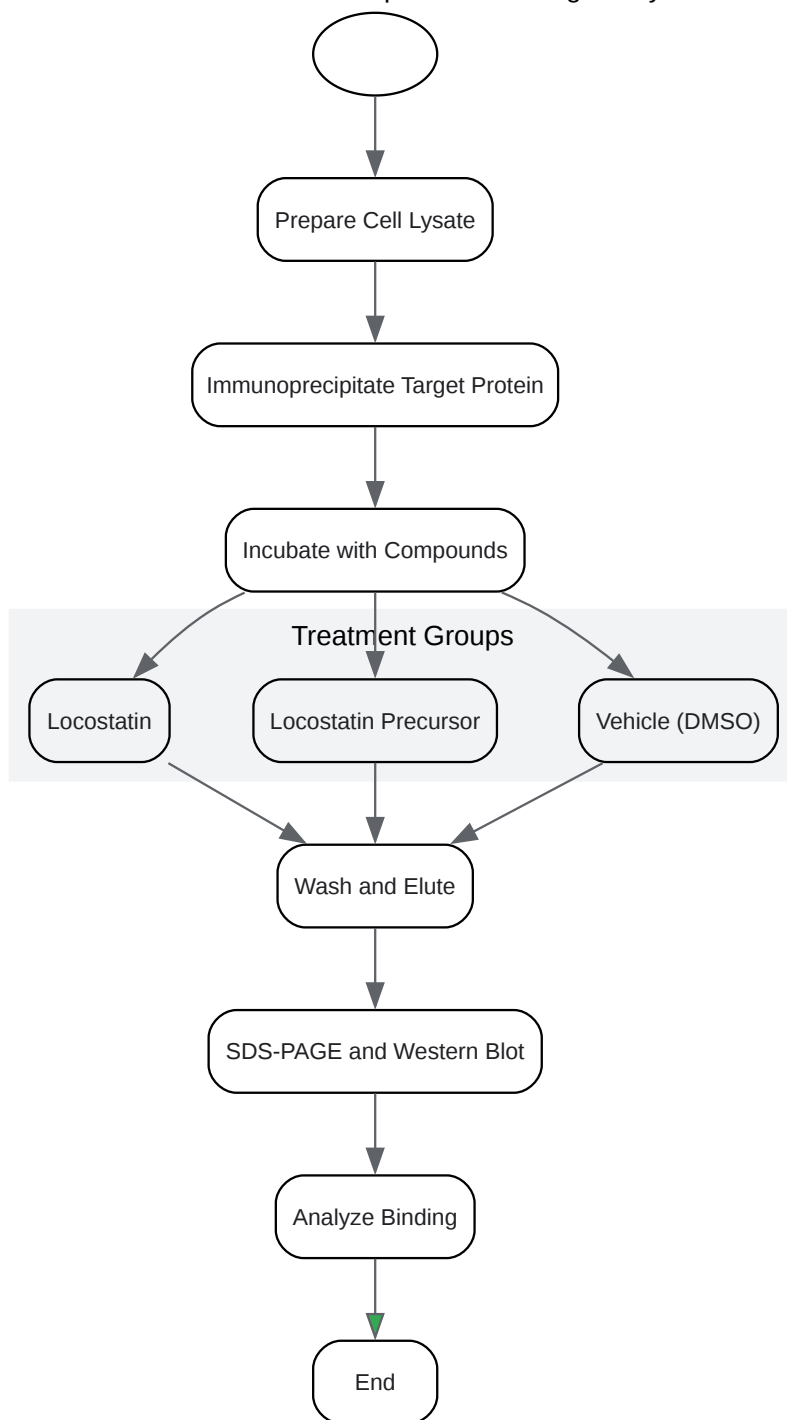 Prepare Cell Lysate
Immunoprecipitate Target Protein
Incubate with Compounds
Treatment Groups
Locostatin
Locostatin Precursor
Vehicle (DMSO)
Wash and Elute
SDS-PAGE and Western Blot
Analyze Binding
End